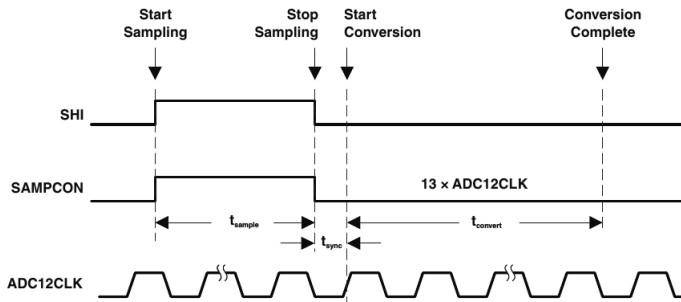 Start
Sampling
Stop
Sampling
Start
Conversion
Conversion
Complete
SHI
SAMPCON
13 × ADC12CLK
tsample
tconvert
tsync
ADC12CLK